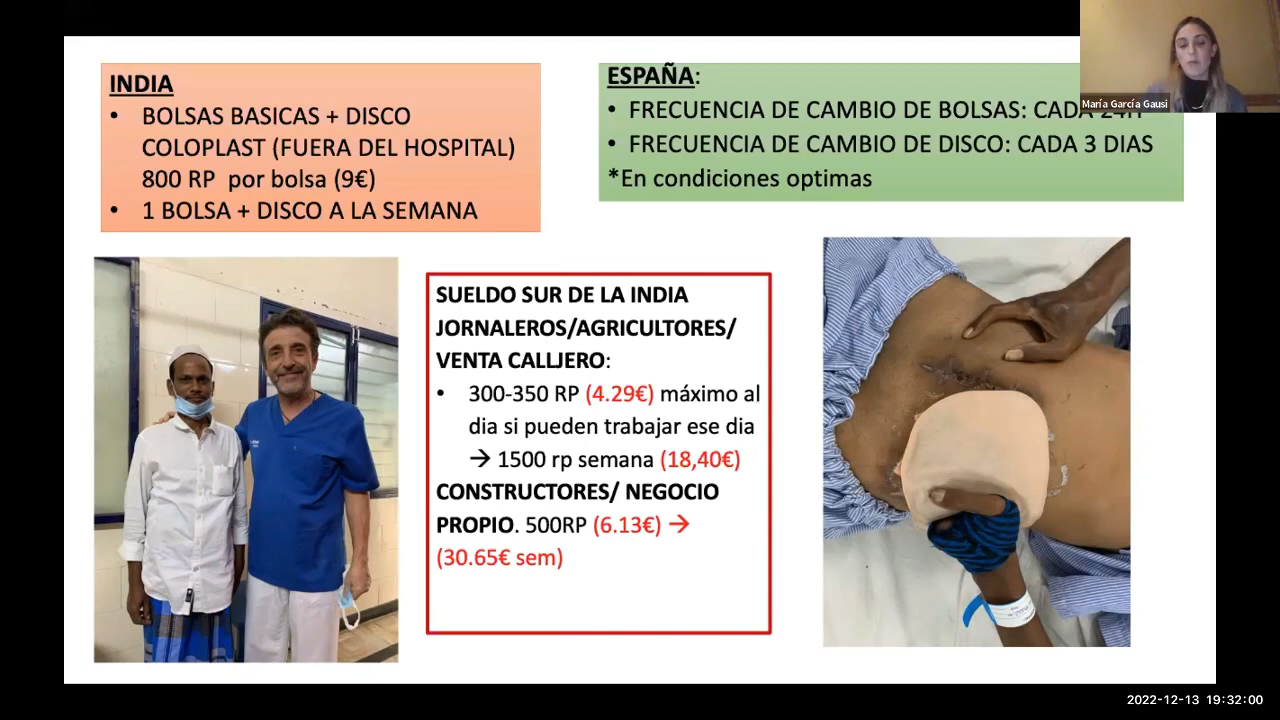 INDIA
• BOLSAS BASICAS + DISCO
COLOPLAST (FUERA DEL HOSPITAL)
800 RP por bolsa (9€)
• 1 BOLSA + DISCO A LA SEMANA
ESPAÑA:
• FRECUENCIA DE CAMBIO DE BOLSAS: CADA 24H
• FRECUENCIA DE CAMBIO DE DISCO: CADA 3 DIAS
*En condiciones optimas
María García Gausi
SUELDO SUR DE LA INDIA
JORNALEROS/AGRICULTORES/
VENTA CALLJERO:
• 300-350 RP (4.29€) máximo al
dia si pueden trabajar ese dia
→ 1500 rp semana (18,40€)
CONSTRUCTORES/ NEGOCIO
PROPIO. 500RP (6.13€) →
(30.65€ sem)
2022-12-13 19:32:00